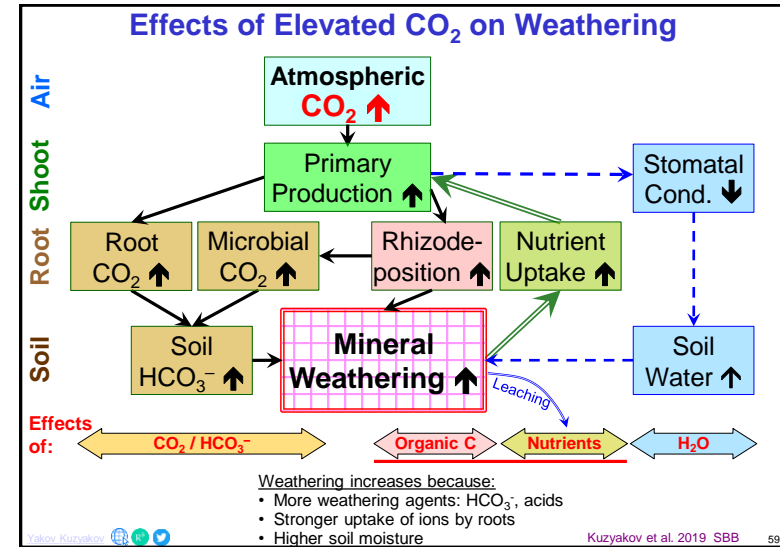 Effects of Elevated CO₂ on Weathering
Air
Atmospheric
CO₂ ↑
Shoot
Primary
Production ↑
Stomatal
Cond. ↓
Root
Root
CO₂ ↑
Microbial
CO₂ ↑
Rhizode-
position ↑
Nutrient
Uptake ↑
Soil
Soil
HCO₃⁻ ↑
Mineral
Weathering ↑
Soil
Water ↑
Leaching
Effects
of:
CO₂ / HCO₃⁻
Organic C
Nutrients
H₂O
Weathering increases because:
• More weathering agents: HCO₃⁻, acids
• Stronger uptake of ions by roots
• Higher soil moisture
Yakov Kuzyakov
R⁶
Kuzyakov et al. 2019 SBB
59